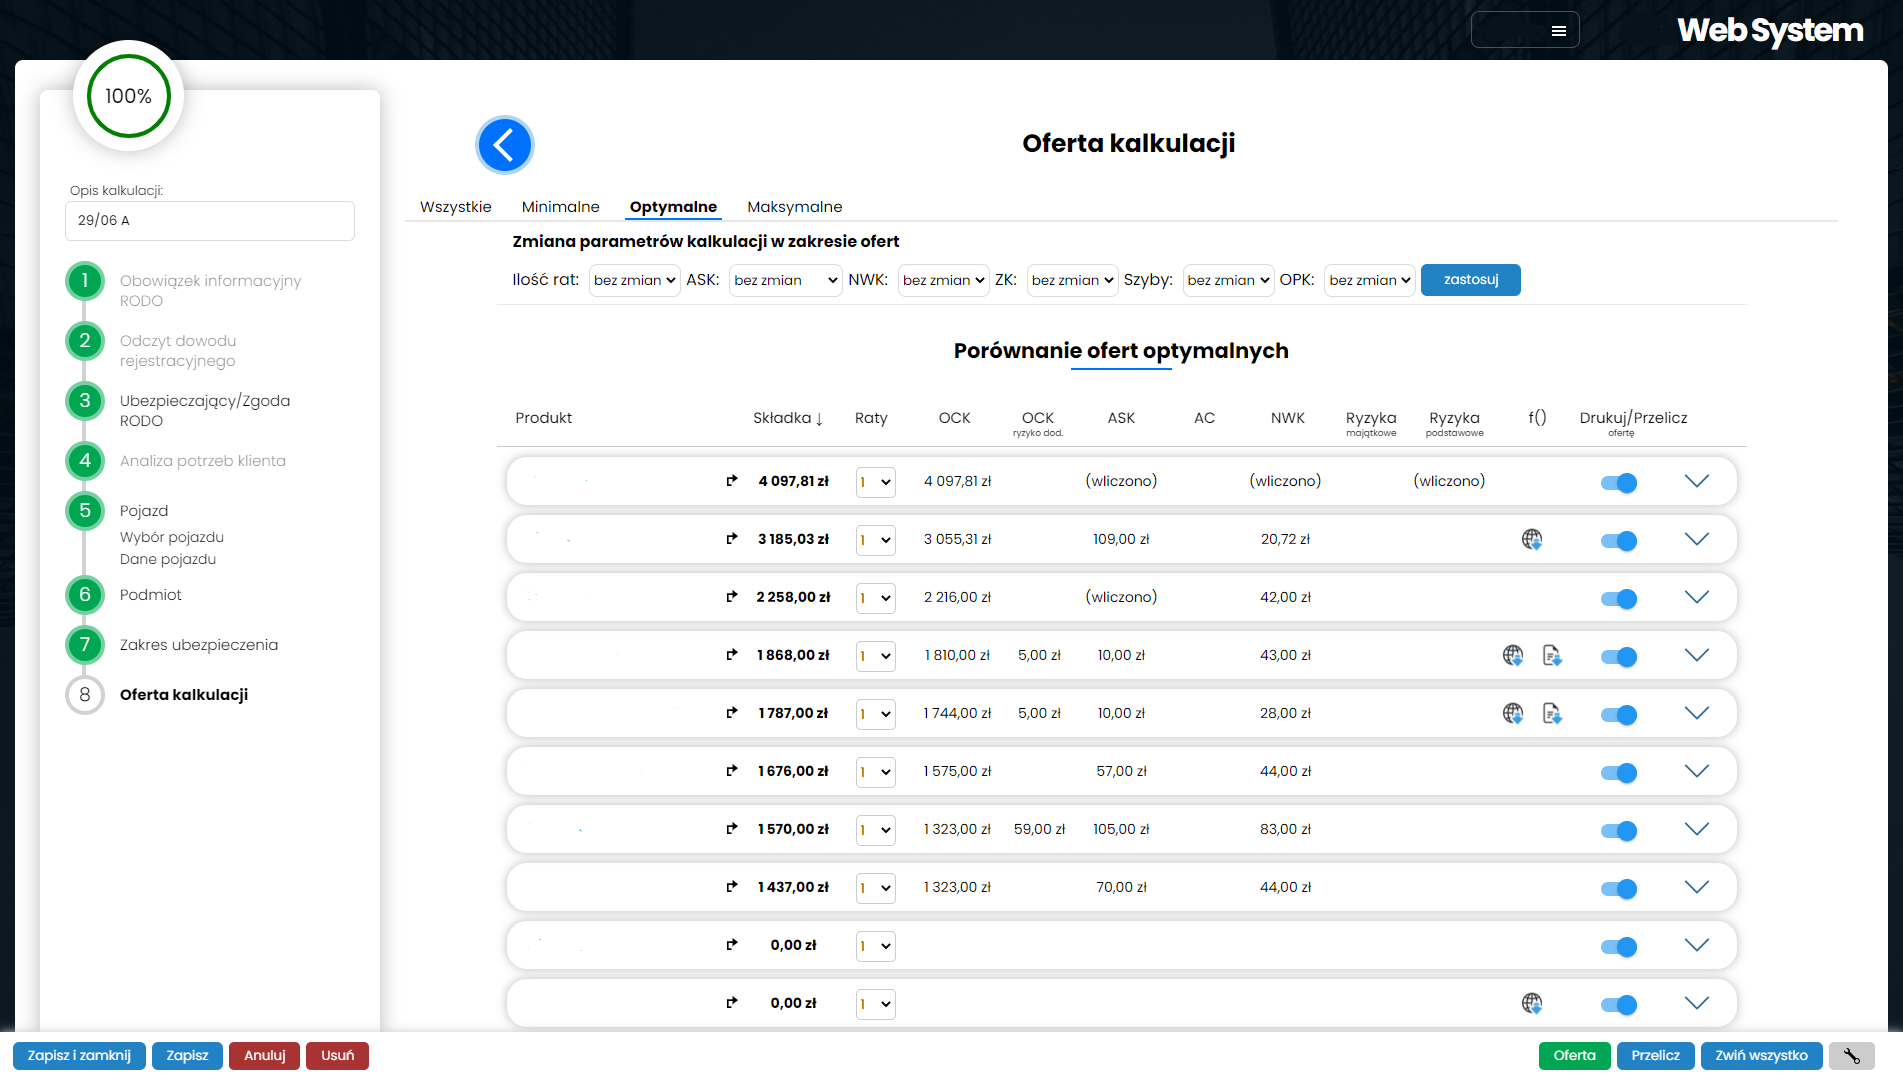 Web System
100%
Opis kalkulacji:
29/06 A
1 Obowiązek informacyjny
RODO
2 Odczyt dowodu
rejestracyjnego
3 Ubezpieczający/Zgoda
RODO
4 Analiza potrzeb klienta
5 Pojazd
Wybór pojazdu
Dane pojazdu
6 Podmiot
7 Zakres ubezpieczenia
8 Oferta kalkulacji
Oferta kalkulacji
Wszystkie Minimalne Optymalne Maksymalne
Zmiana parametrów kalkulacji w zakresie ofert
Ilość rat: bez zmian ASK: bez zmian NWK: bez zmian ZK: bez zmian Szyby: bez zmian OPK: bez zmian zastosuj
Porównanie ofert optymalnych
Produkt Składka ↓ Raty OCK OCK ASK AC NWK Ryzyka Ryzyka f() Drukuj/Przelicz
ryzyko dod. majątkowe podstawowe ofertę
4 097,81 zł 1 4 097,81 zł (wliczono) (wliczono) (wliczono)
3 185,03 zł 1 3 055,31 zł 109,00 zł 20,72 zł
2 258,00 zł 1 2 216,00 zł (wliczono) 42,00 zł
1 868,00 zł 1 1 810,00 zł 5,00 zł 10,00 zł 43,00 zł
1 787,00 zł 1 1 744,00 zł 5,00 zł 10,00 zł 28,00 zł
1 676,00 zł 1 1 575,00 zł 57,00 zł 44,00 zł
1 570,00 zł 1 1 323,00 zł 59,00 zł 105,00 zł 83,00 zł
1 437,00 zł 1 1 323,00 zł 70,00 zł 44,00 zł
0,00 zł 1
0,00 zł 1
Zapisz i zamknij Zapisz Anuluj Usuń Oferta Przelicz Zwiń wszystko